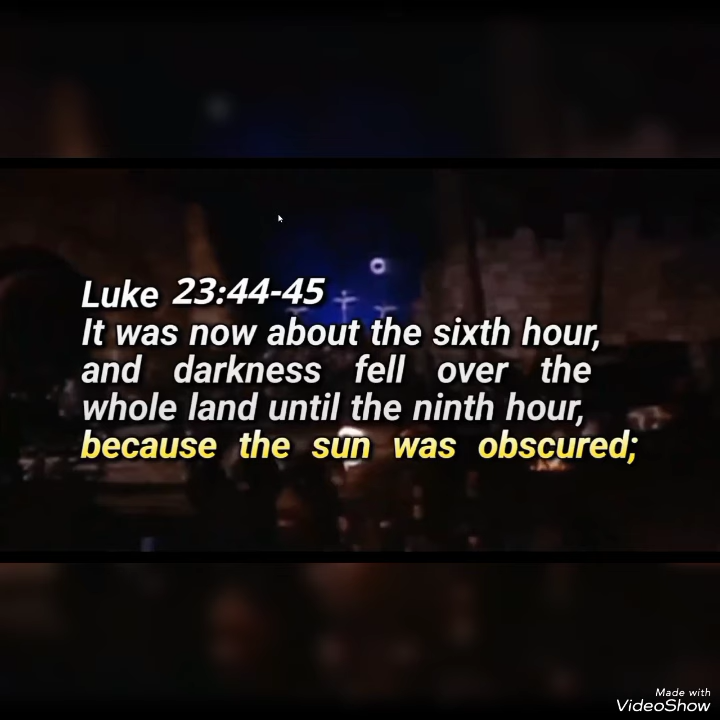 Luke 23:44-45
It was now about the sixth hour,
and darkness fell over the
whole land until the ninth hour,
because the sun was obscured;
Made with
VideoShow